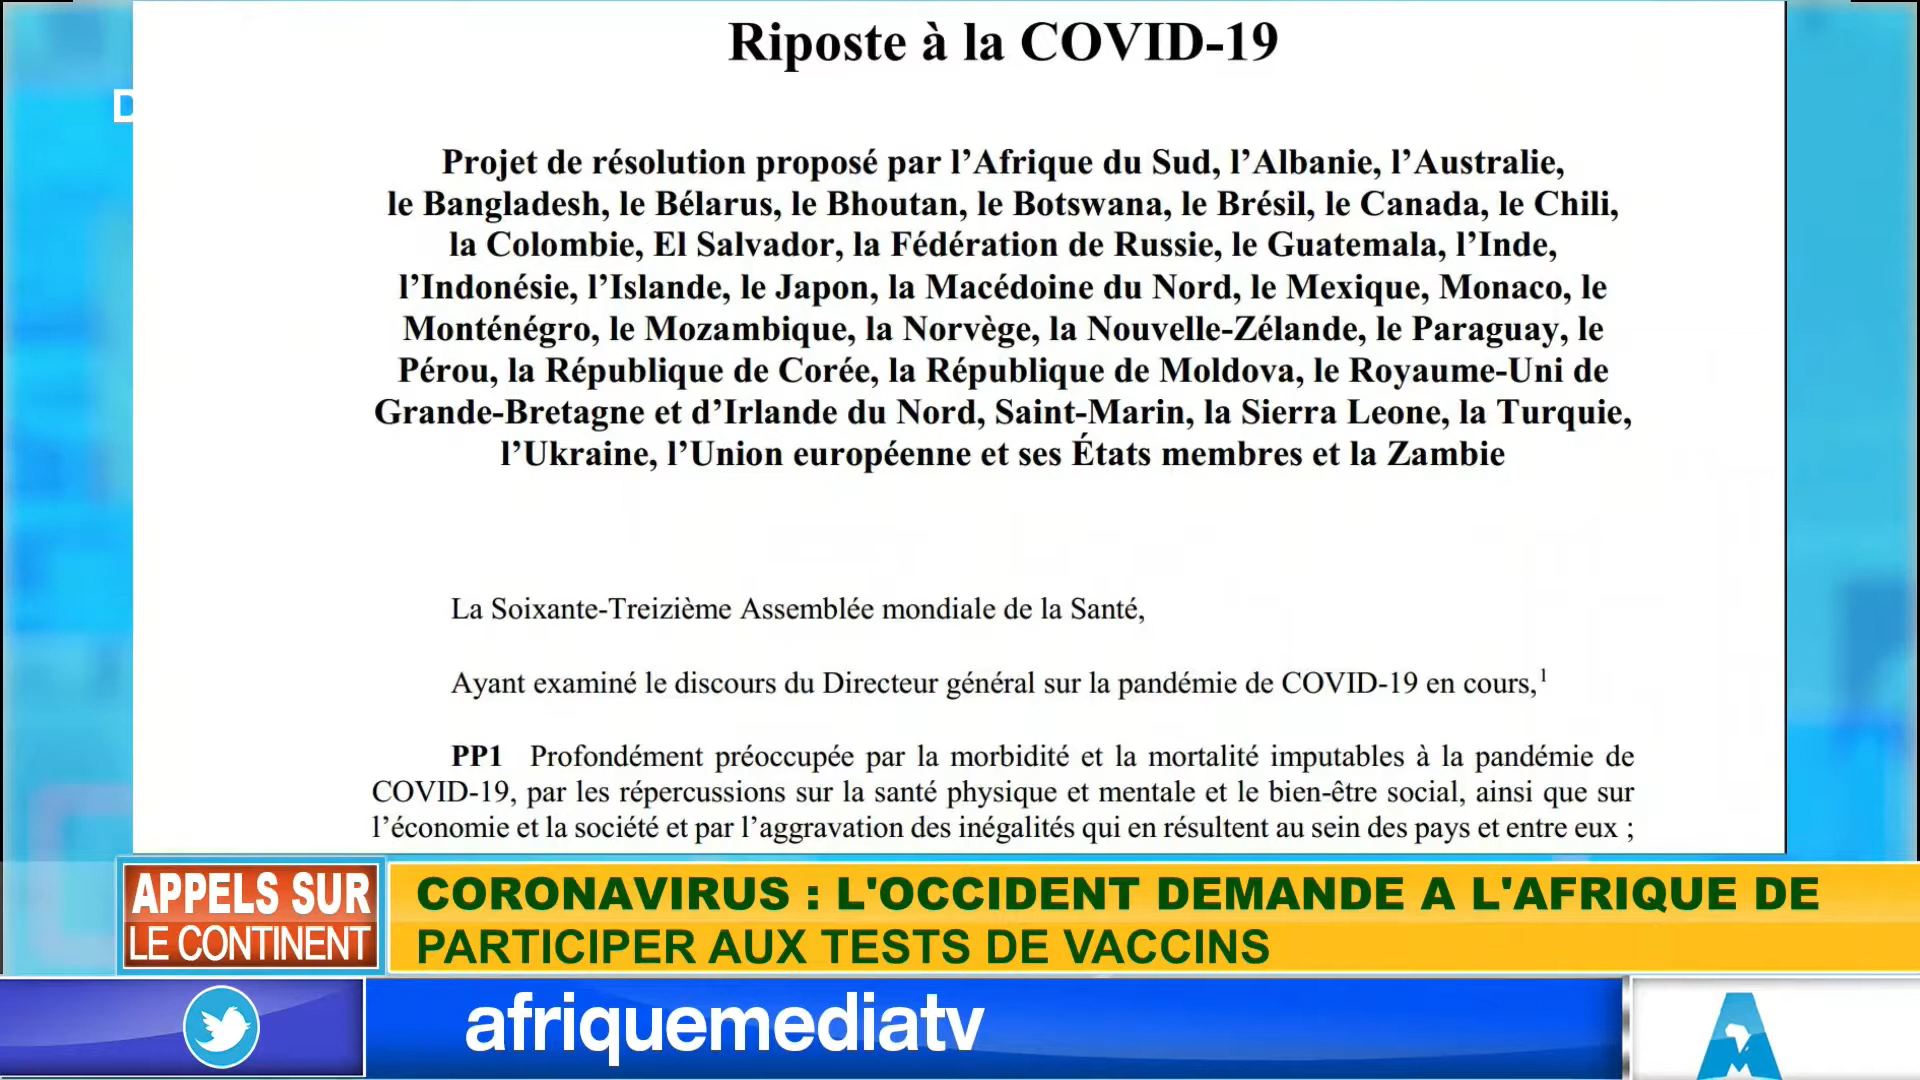 Riposte à la COVID-19
D
Projet de résolution proposé par l’Afrique du Sud, l’Albanie, l’Australie,
le Bangladesh, le Bélarus, le Bhoutan, le Botswana, le Brésil, le Canada, le Chili,
la Colombie, El Salvador, la Fédération de Russie, le Guatemala, l’Inde,
l’Indonésie, l’Islande, le Japon, la Macédoine du Nord, le Mexique, Monaco, le
Monténégro, le Mozambique, la Norvège, la Nouvelle-Zélande, le Paraguay, le
Pérou, la République de Corée, la République de Moldova, le Royaume-Uni de
Grande-Bretagne et d’Irlande du Nord, Saint-Marin, la Sierra Leone, la Turquie,
l’Ukraine, l’Union européenne et ses États membres et la Zambie
La Soixante-Treizième Assemblée mondiale de la Santé,
Ayant examiné le discours du Directeur général sur la pandémie de COVID-19 en cours,¹
PP1 Profondément préoccupée par la morbidité et la mortalité imputables à la pandémie de
COVID-19, par les répercussions sur la santé physique et mentale et le bien-être social, ainsi que sur
l’économie et la société et par l’aggravation des inégalités qui en résultent au sein des pays et entre eux ;
APPELS SUR
LE CONTINENT
CORONAVIRUS : L'OCCIDENT DEMANDE A L'AFRIQUE DE
PARTICIPER AUX TESTS DE VACCINS
afriquemediatv